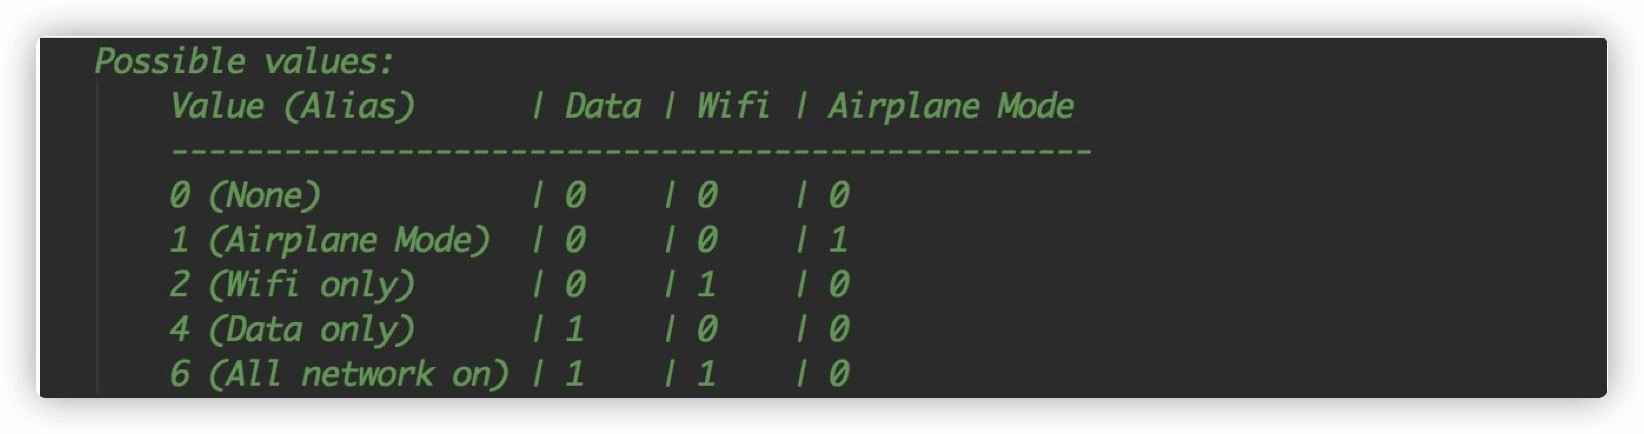 Possible values:
Value (Alias) | Data | Wifi | Airplane Mode
-------------------------------------------------
0 (None) | 0 | 0 | 0
1 (Airplane Mode) | 0 | 0 | 1
2 (Wifi only) | 0 | 1 | 0
4 (Data only) | 1 | 0 | 0
6 (All network on) | 1 | 1 | 0